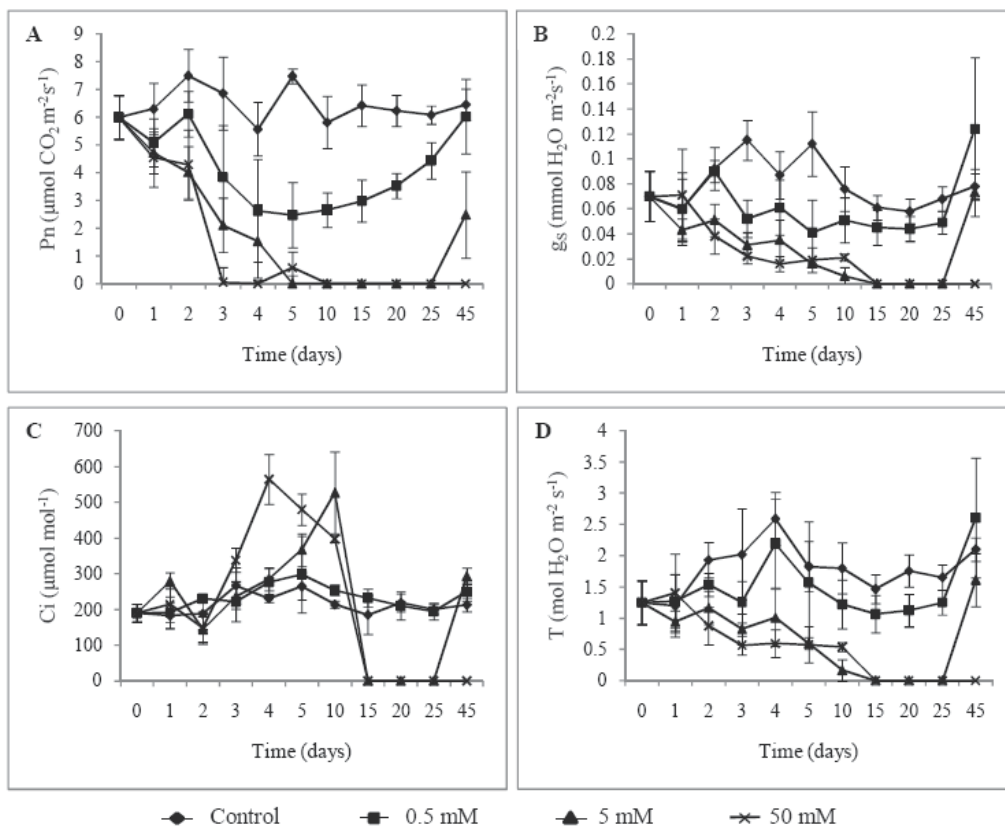 A
Pn (μmol CO₂ m⁻²s⁻¹)
9
8
7
6
5
4
3
2
1
0
0 1 2 3 4 5 10 15 20 25 45
Time (days)
B
gs (mmol H₂O m⁻²s⁻¹)
0.2
0.18
0.16
0.14
0.12
0.1
0.08
0.06
0.04
0.02
0
0 1 2 3 4 5 10 15 20 25 45
Time (days)
C
Ci (μmol mol⁻¹)
700
600
500
400
300
200
100
0
0 1 2 3 4 5 10 15 20 25 45
Time (days)
D
T (mol H₂O m⁻² s⁻¹)
4
3.5
3
2.5
2
1.5
1
0.5
0
0 1 2 3 4 5 10 15 20 25 45
Time (days)
Control 0.5 mM 5 mM 50 mM